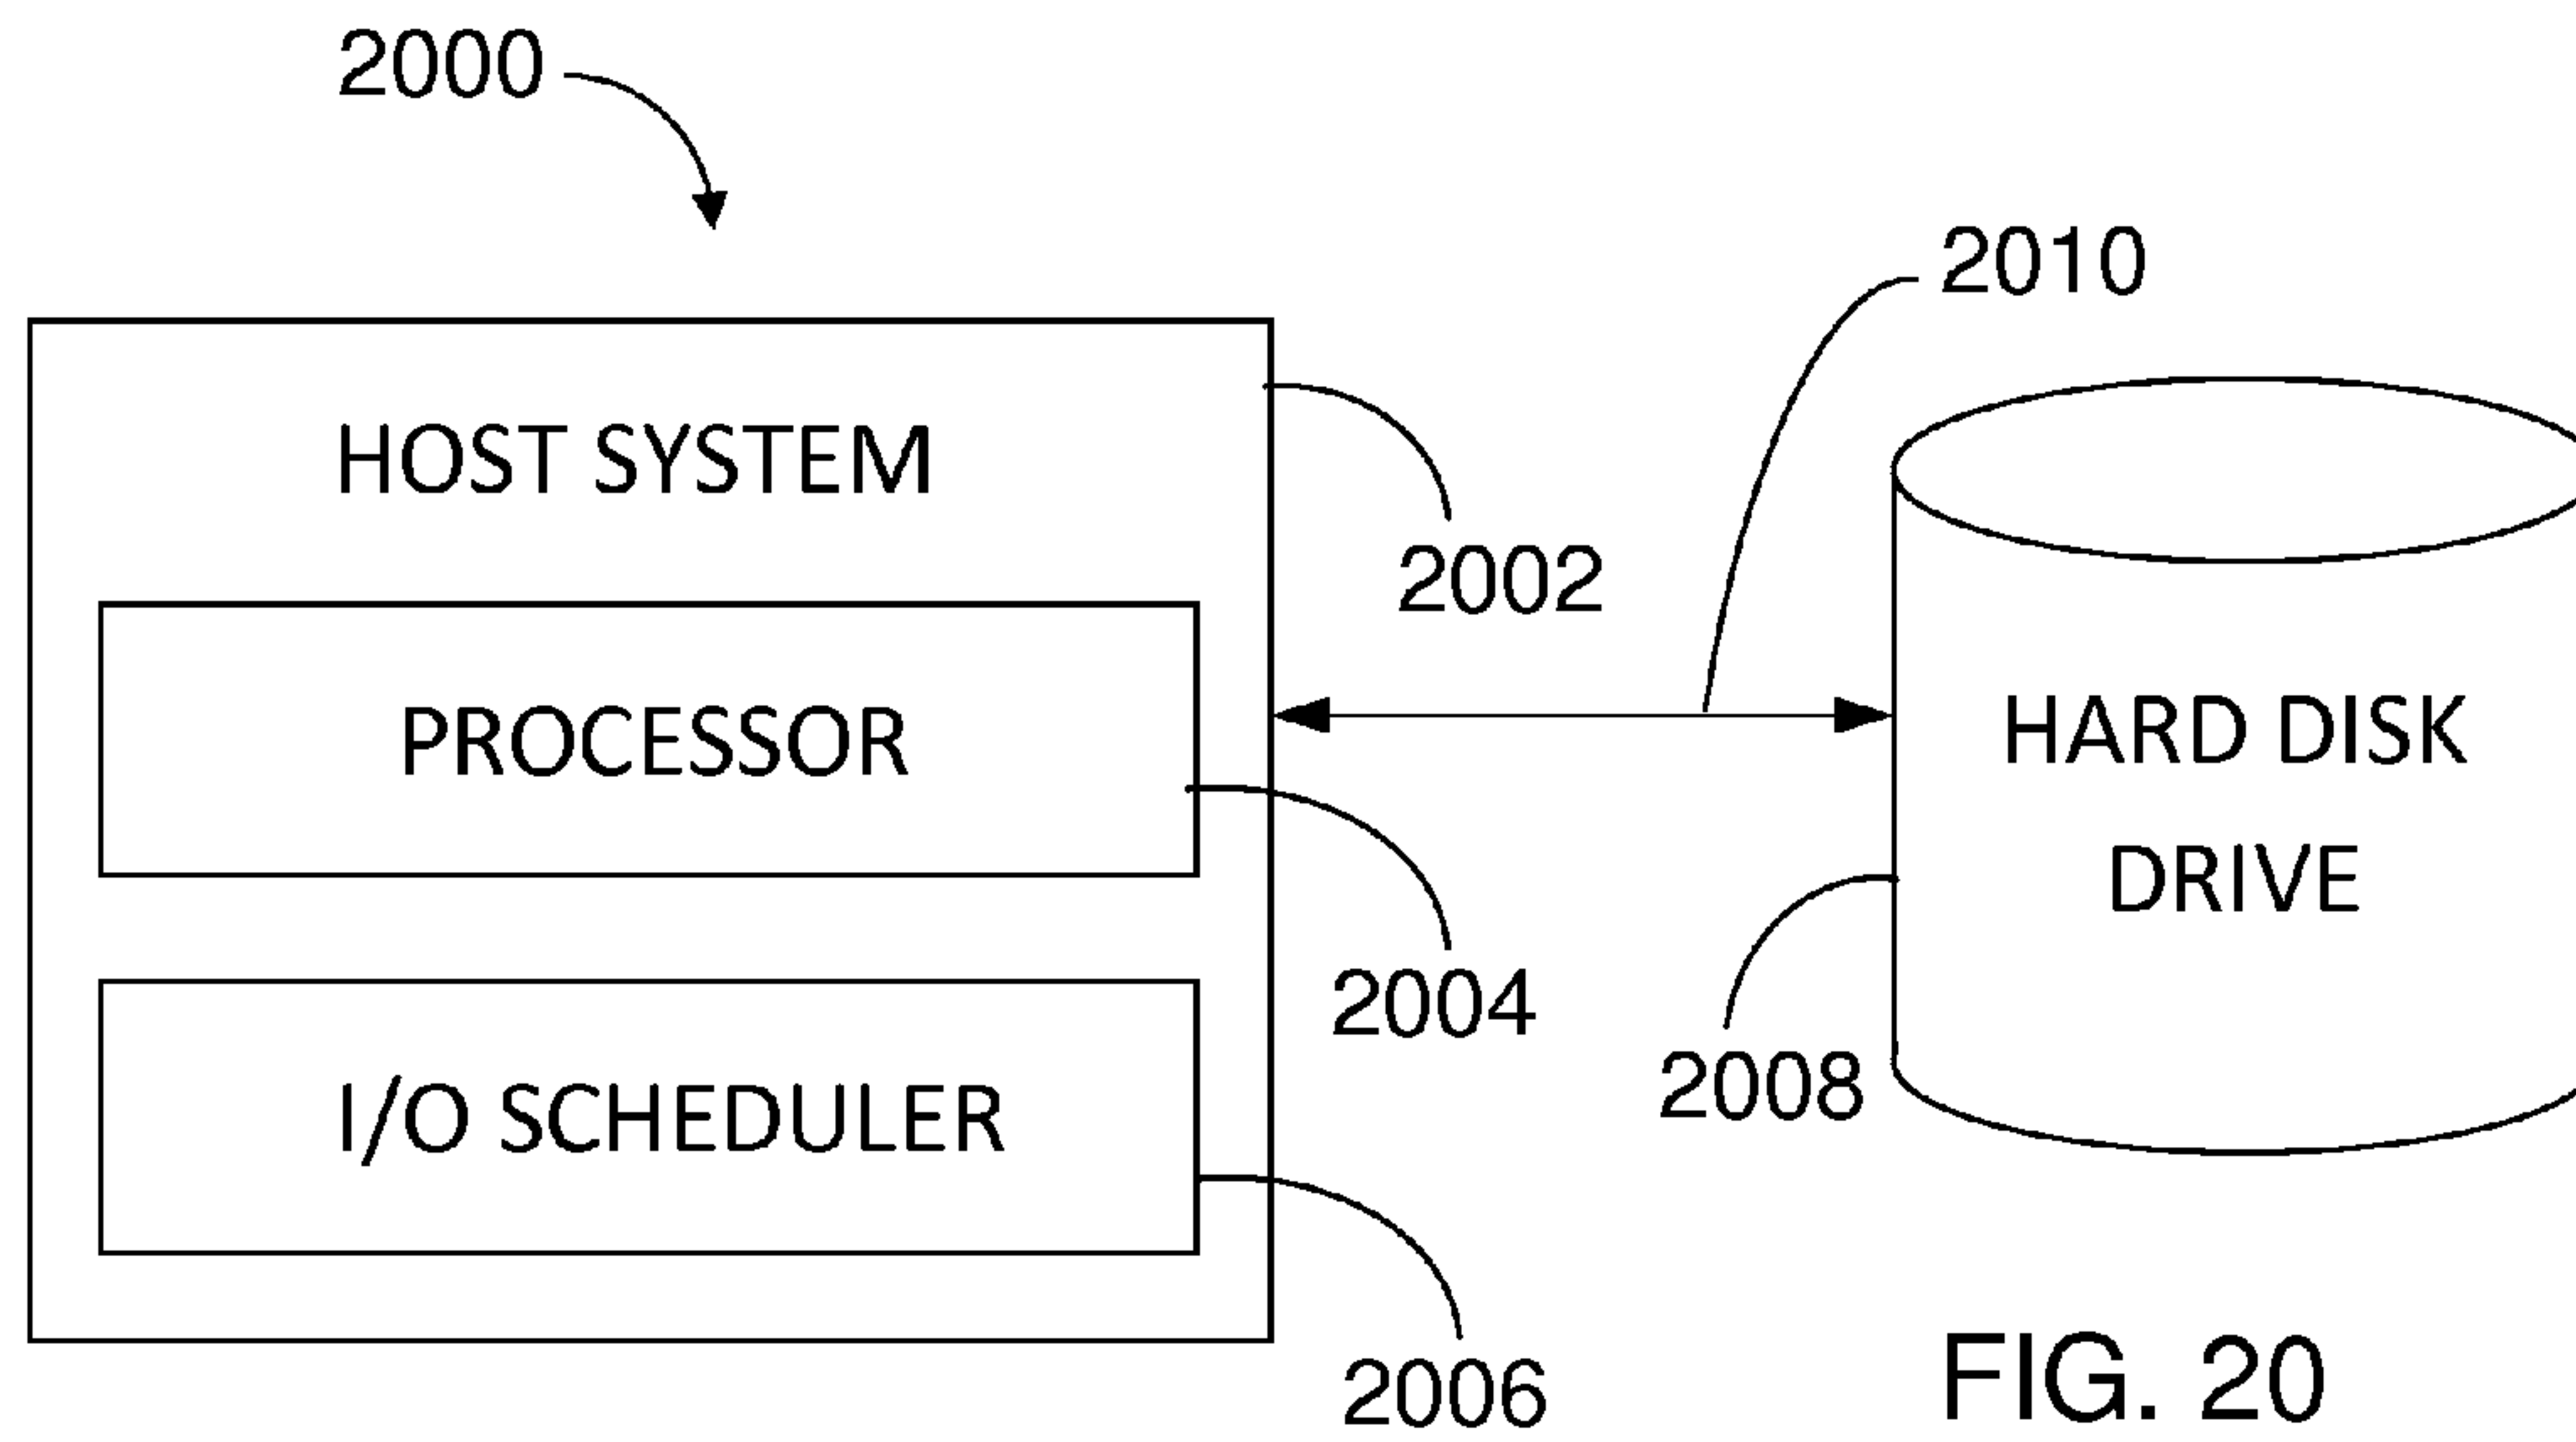 2000
2010
HOST SYSTEM
2002
PROCESSOR
HARD DISK
DRIVE
2004
2008
I/O SCHEDULER
2006
FIG. 20